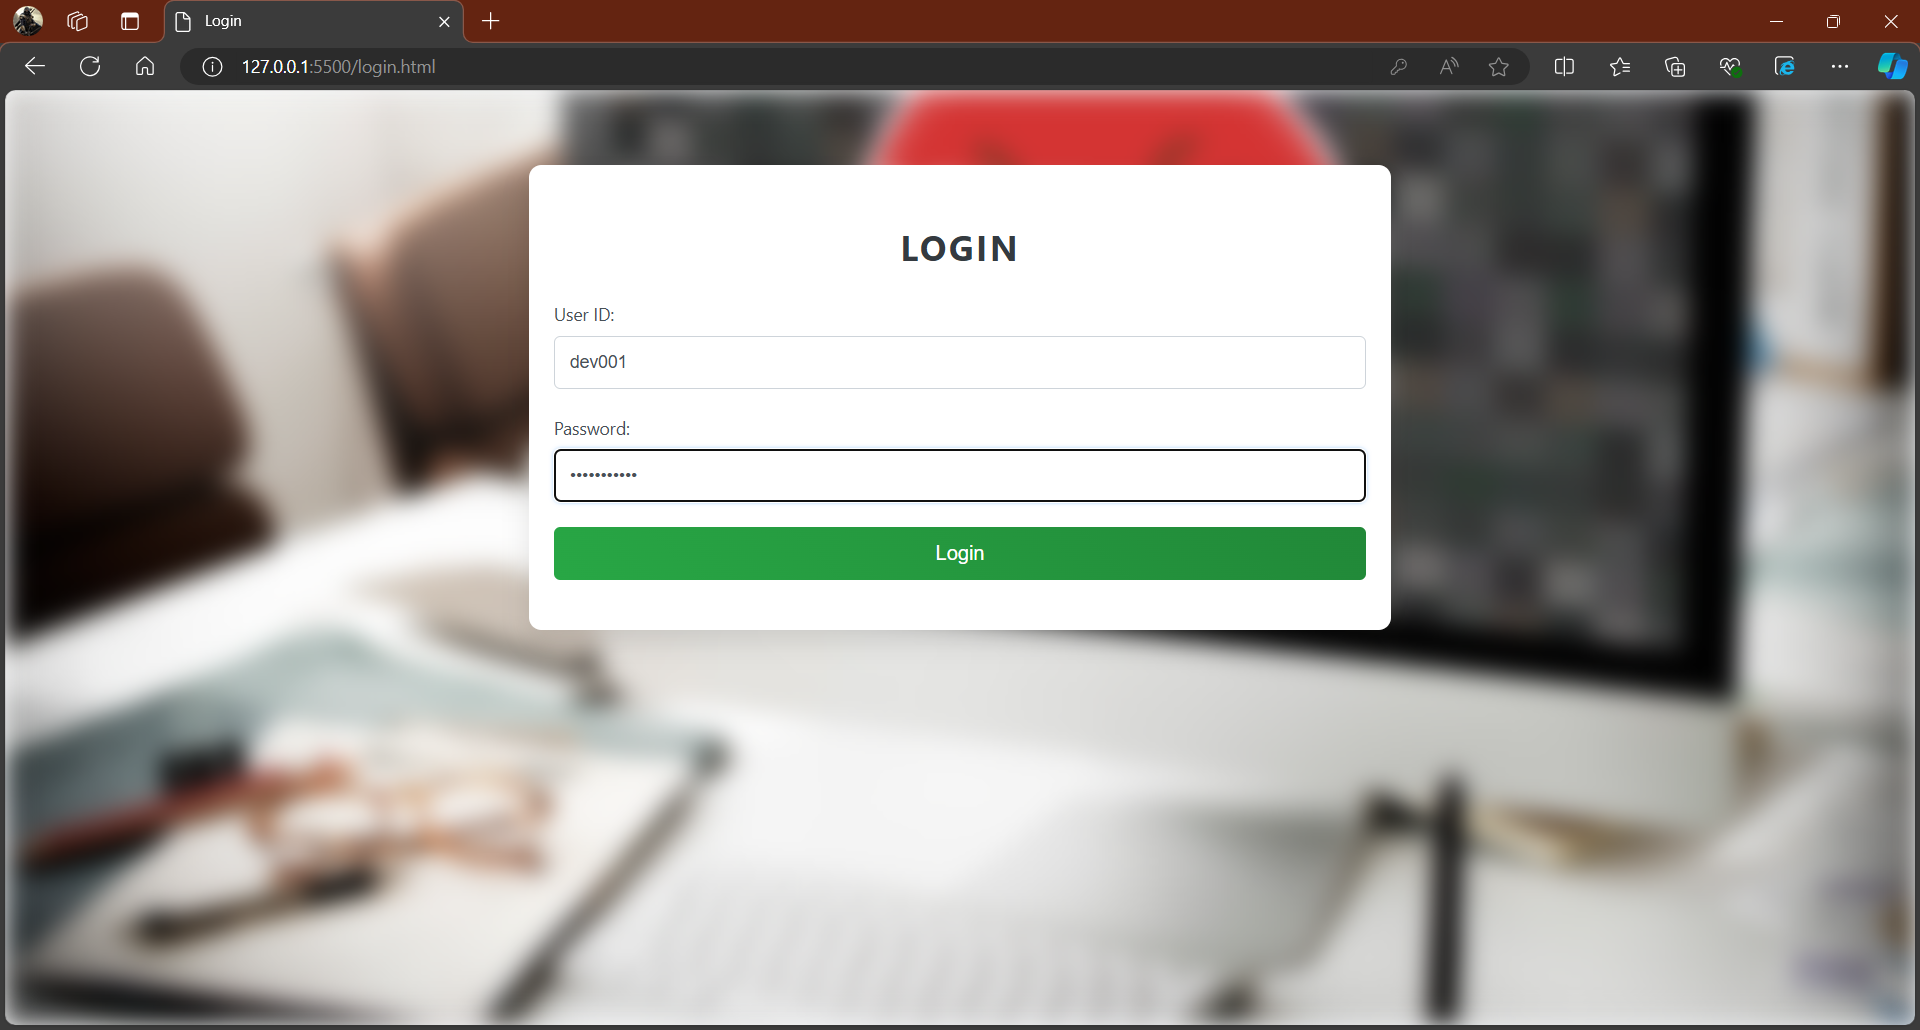 Login
127.0.0.1:5500/login.html
LOGIN
User ID:
dev001
Password:
•••••••••••
Login